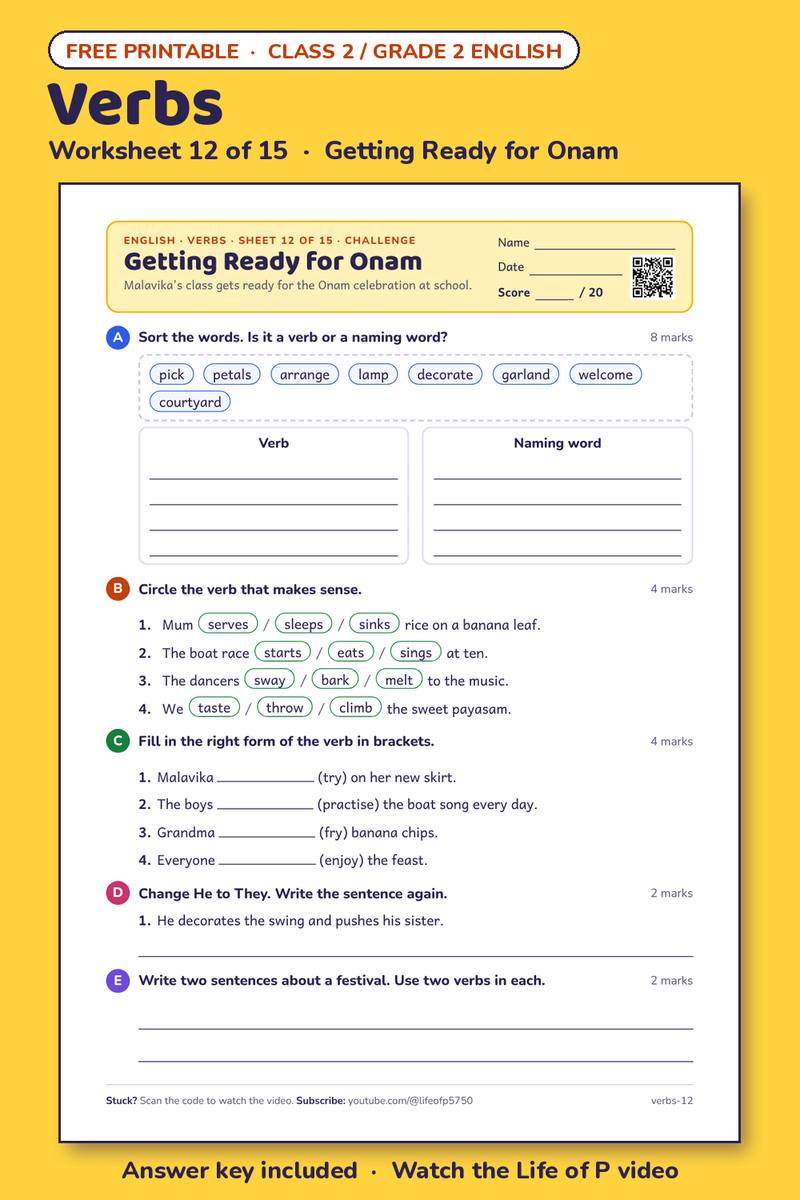 FREE PRINTABLE · CLASS 2 / GRADE 2 ENGLISH
Verbs
Worksheet 12 of 15 · Getting Ready for Onam
ENGLISH · VERBS · SHEET 12 OF 15 · CHALLENGE
Getting Ready for Onam
Malavika's class gets ready for the Onam celebration at school.
Name
Date
Score / 20
A Sort the words. Is it a verb or a naming word? 8 marks
pick petals arrange lamp decorate garland welcome
courtyard
Verb Naming word
B Circle the verb that makes sense. 4 marks
1. Mum serves / sleeps / sinks rice on a banana leaf.
2. The boat race starts / eats / sings at ten.
3. The dancers sway / bark / melt to the music.
4. We taste / throw / climb the sweet payasam.
C Fill in the right form of the verb in brackets. 4 marks
1. Malavika (try) on her new skirt.
2. The boys (practise) the boat song every day.
3. Grandma (fry) banana chips.
4. Everyone (enjoy) the feast.
D Change He to They. Write the sentence again. 2 marks
1. He decorates the swing and pushes his sister.
E Write two sentences about a festival. Use two verbs in each. 2 marks
Stuck? Scan the code to watch the video. Subscribe: youtube.com/@lifeofp5750 verbs-12
Answer key included · Watch the Life of P video